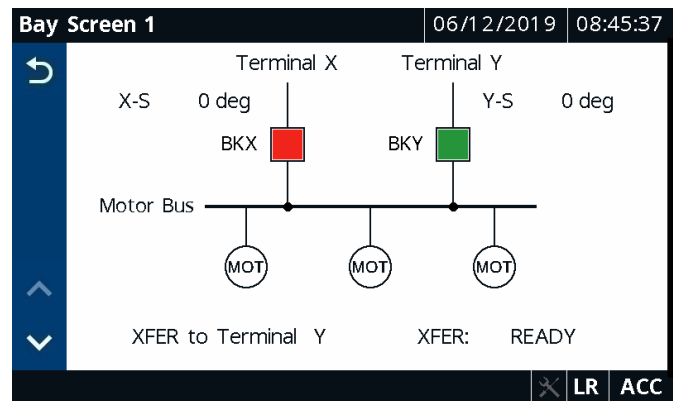 Bay Screen 1 06/12/2019 08:45:37
Terminal X Terminal Y
X-S 0 deg Y-S 0 deg
BKX BKY
Motor Bus
MOT MOT MOT
XFER to Terminal Y XFER: READY
LR ACC